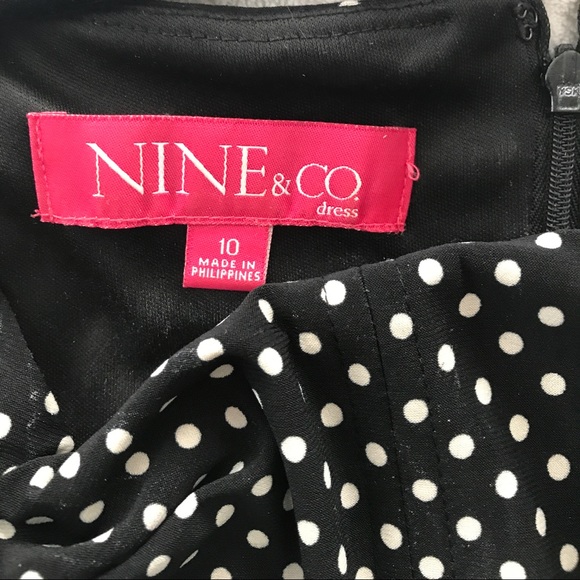 NINE & CO.
dress
10
MADE IN
PHILIPPINES